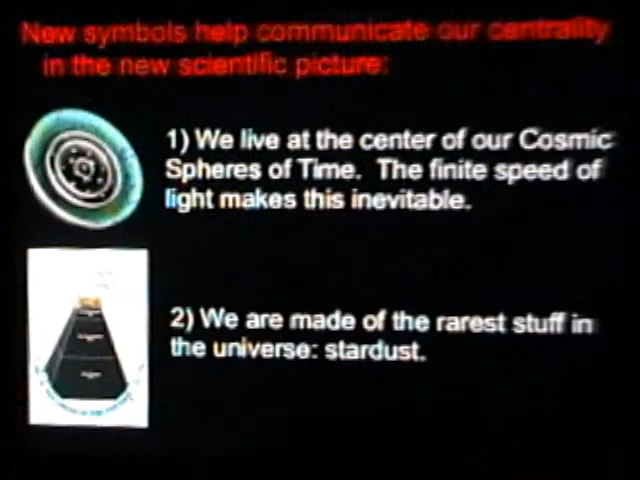 New symbols help communicate our centrality
in the new scientific picture:
1) We live at the center of our Cosmic
Spheres of Time. The finite speed of
light makes this inevitable.
2) We are made of the rarest stuff in
the universe: stardust.